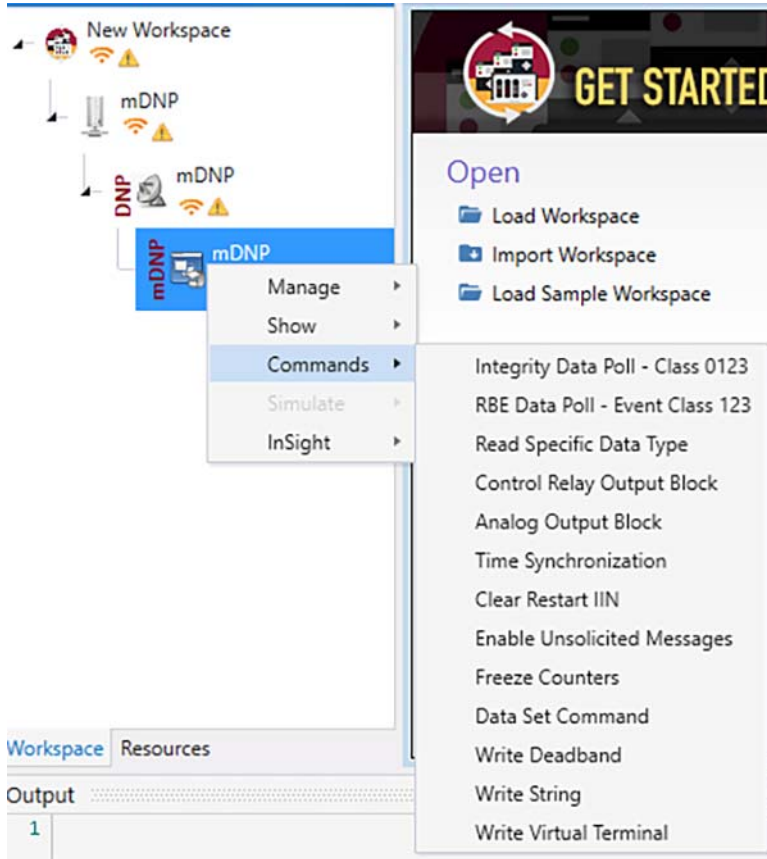 New Workspace
mDNP
DNP
mDNP
mDNP
mDNP
Manage
Show
Commands
Simulate
InSight
GET STARTED
Open
Load Workspace
Import Workspace
Load Sample Workspace
Integrity Data Poll - Class 0123
RBE Data Poll - Event Class 123
Read Specific Data Type
Control Relay Output Block
Analog Output Block
Time Synchronization
Clear Restart IIN
Enable Unsolicited Messages
Freeze Counters
Data Set Command
Write Deadband
Write String
Write Virtual Terminal
Workspace Resources
Output
1